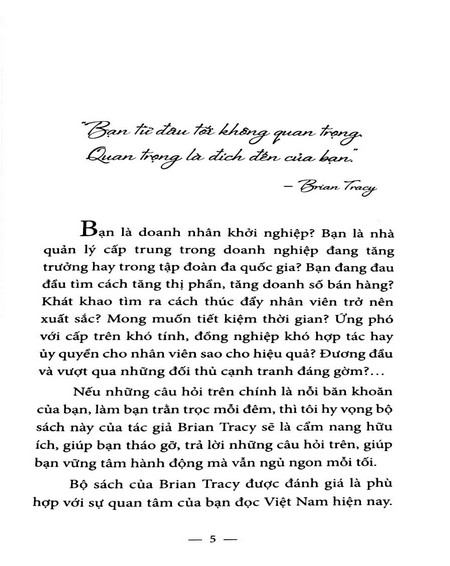 "Bạn từ đâu tới không quan trọng.
Quan trọng là đích đến của bạn".
– Brian Tracy
Bạn là doanh nhân khởi nghiệp? Bạn là nhà
quản lý cấp trung trong doanh nghiệp đang tăng
trưởng hay trong tập đoàn đa quốc gia? Bạn đang đau
đầu tìm cách tăng thị phần, tăng doanh số bán hàng?
Khát khao tìm ra cách thúc đẩy nhân viên trở nên
xuất sắc? Mong muốn tiết kiệm thời gian? Ứng phó
với cấp trên khó tính, đồng nghiệp khó hợp tác hay
ủy quyền cho nhân viên sao cho hiệu quả? Đương đầu
và vượt qua những đối thủ cạnh tranh đáng gờm?...
Nếu những câu hỏi trên chính là nỗi băn khoăn
của bạn, làm bạn trằn trọc mỗi đêm, thì tôi hy vọng bộ
sách này của tác giả Brian Tracy sẽ là cẩm nang hữu
ích, giúp bạn tháo gỡ, trả lời những câu hỏi trên, giúp
bạn vững tâm hành động mà vẫn ngủ ngon mỗi tối.
Bộ sách của Brian Tracy được đánh giá là phù
hợp với sự quan tâm của bạn đọc Việt Nam hiện nay.
— 5 —